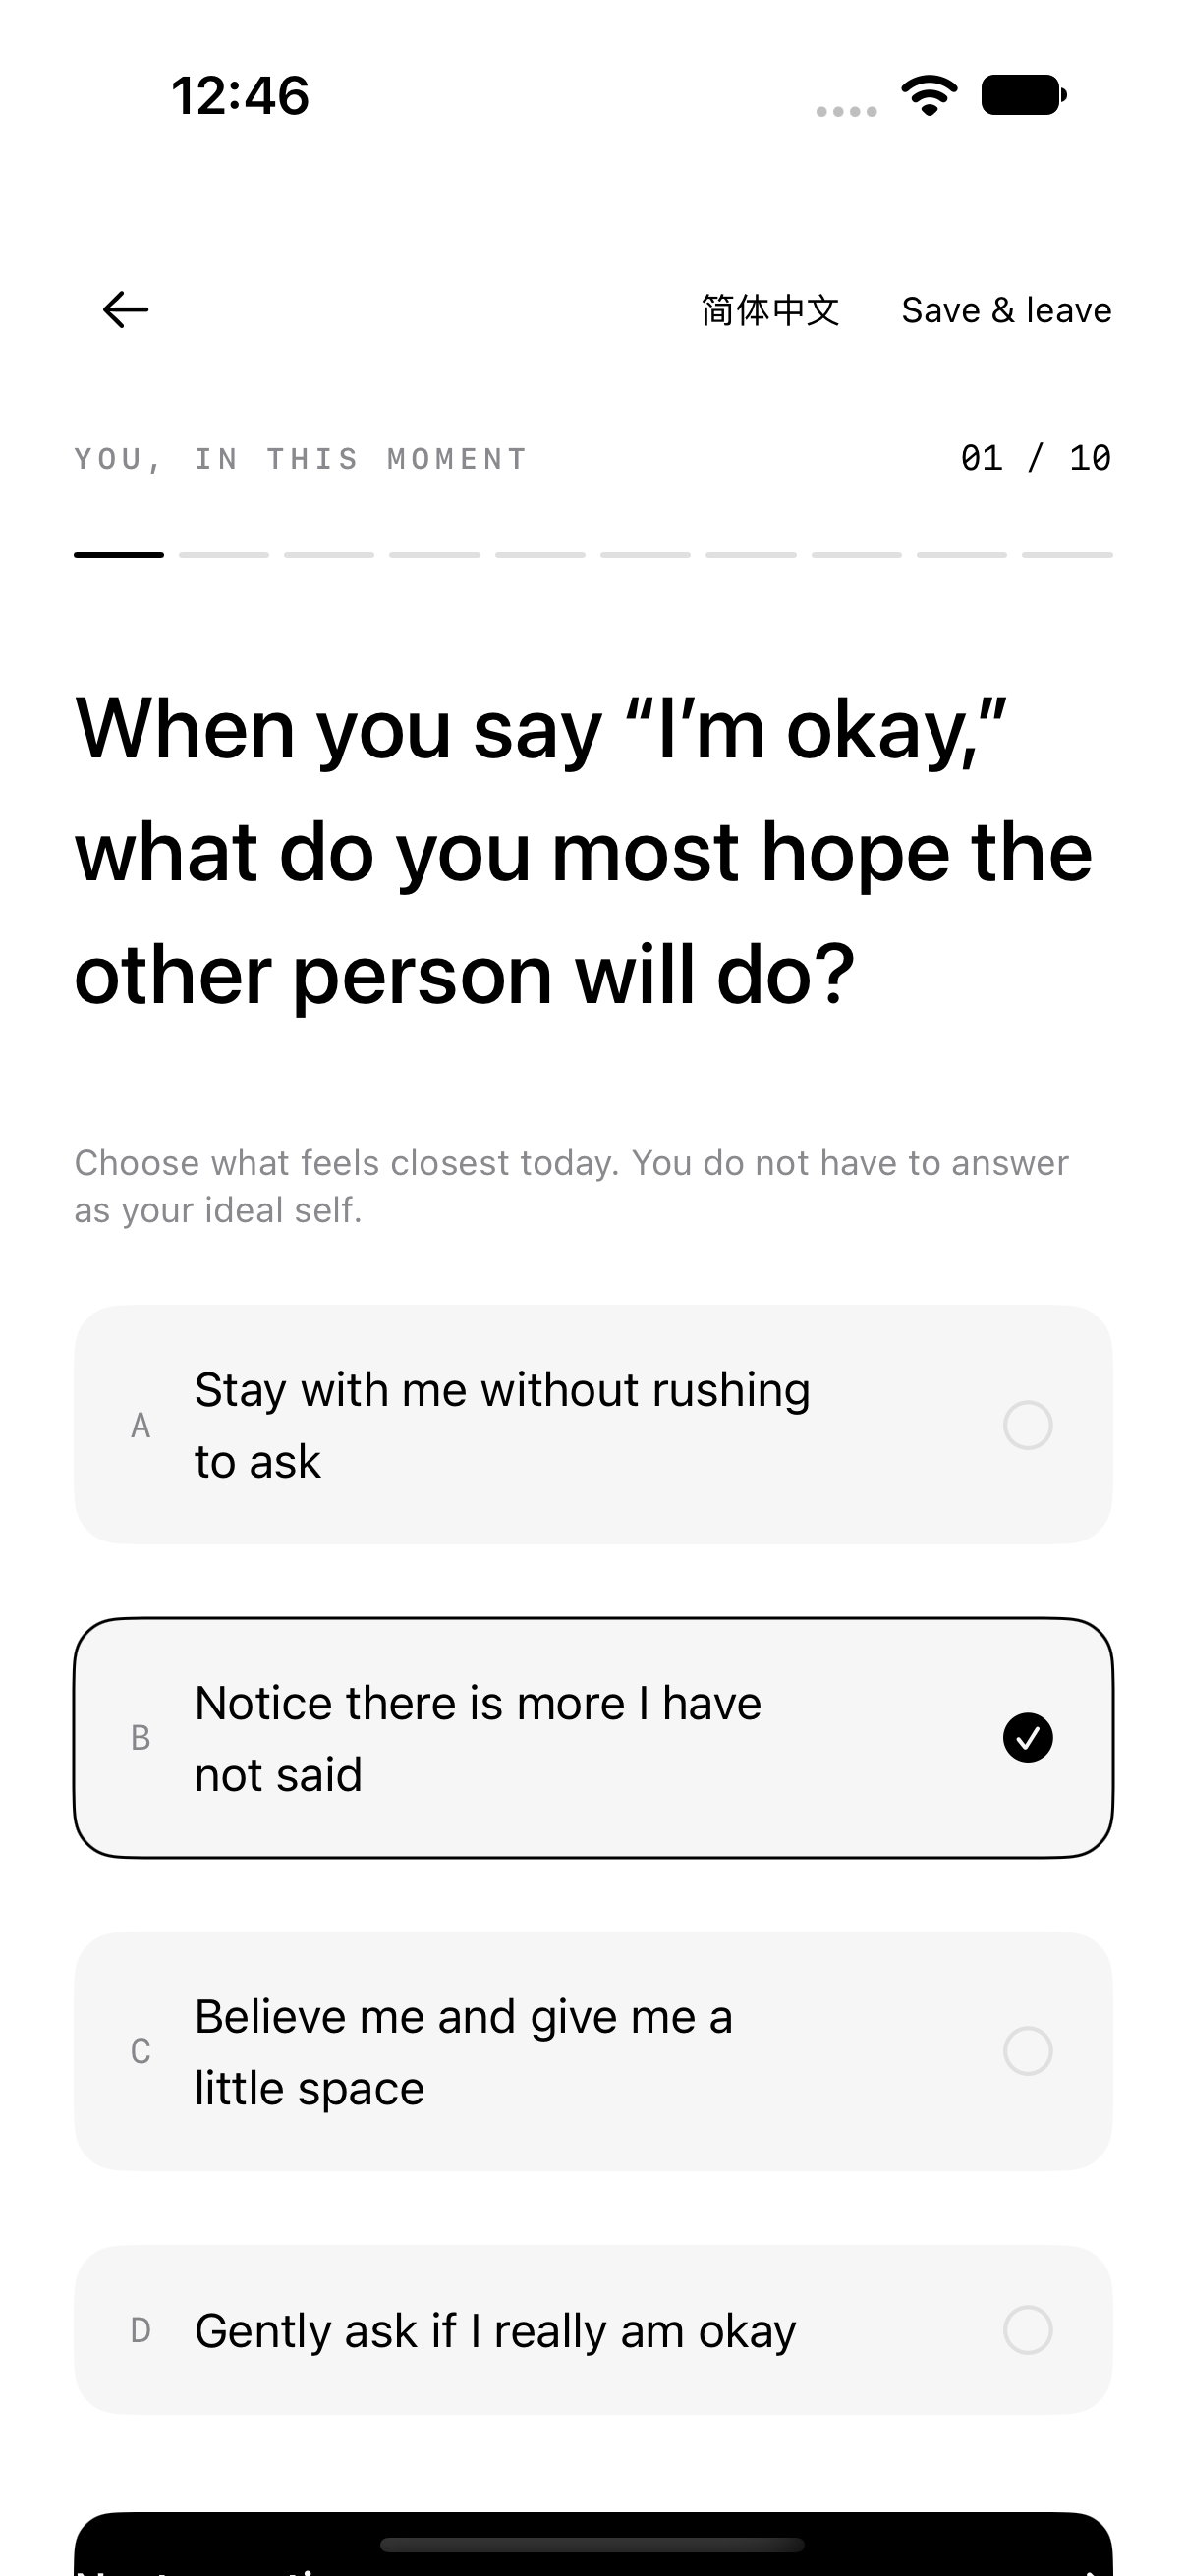 12:46
简体中文
Save & leave
YOU, IN THIS MOMENT
01 / 10
When you say “I’m okay,”
what do you most hope the
other person will do?
Choose what feels closest today. You do not have to answer
as your ideal self.
A
Stay with me without rushing
to ask
B
Notice there is more I have
not said
C
Believe me and give me a
little space
D
Gently ask if I really am okay